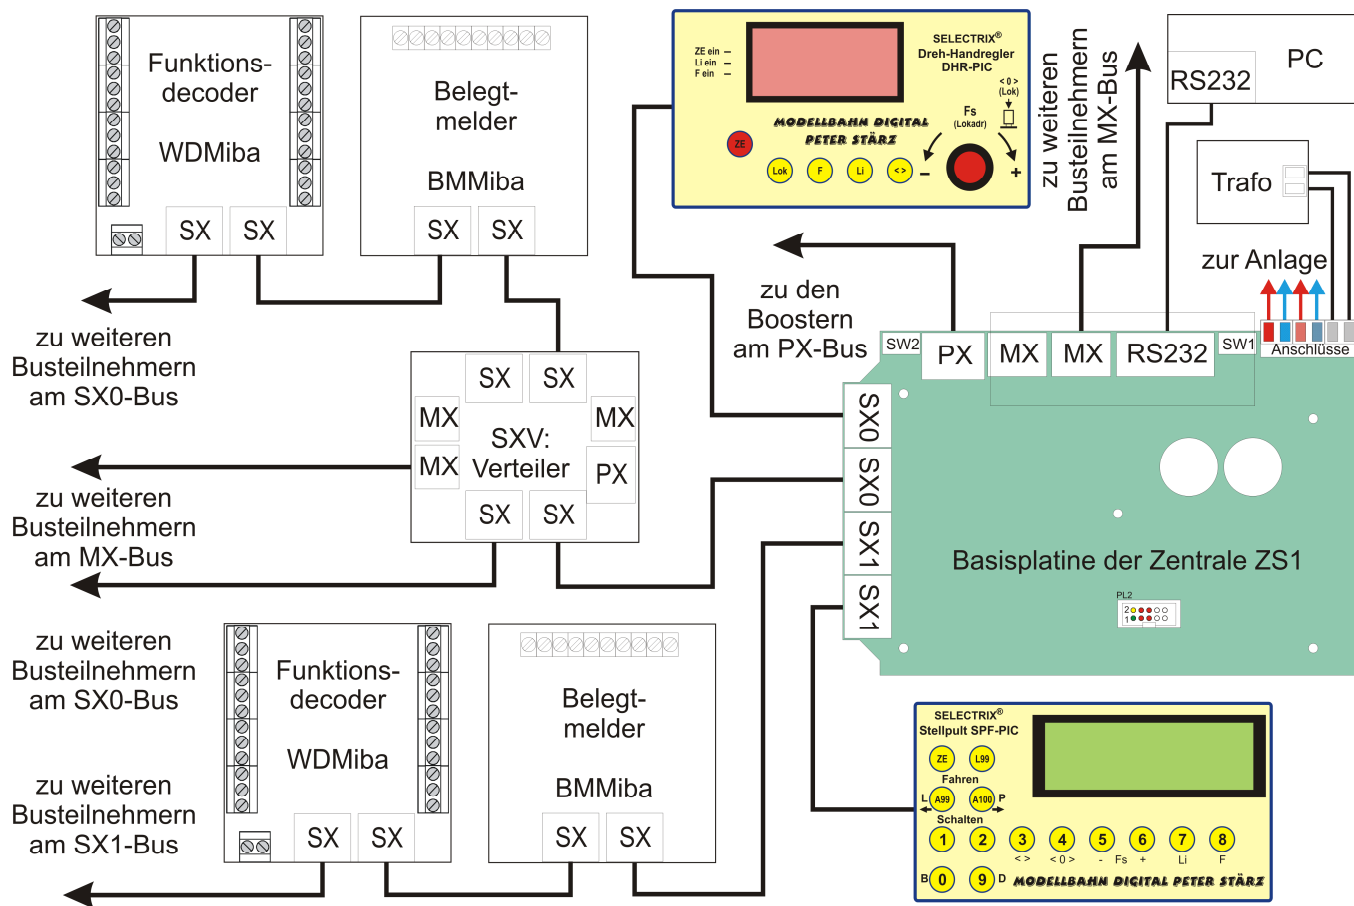 Funktions-
decoder
WDMiba
SX SX
Belegt-
melder
BMMiba
SX SX
zu weiteren
Busteilnehmern
am SX0-Bus
SELECTRIX®
Dreh-Handregler
DHR-PIC
ZE ein –
Li ein –
F ein –
< 0 >
(Lok)
Fs
(Lokadr)
MODELLBAHN DIGITAL
PETER STÄRZ
ZE
Lok F Li < >
– +
zu weiteren
Busteilnehmern
am MX-Bus
PC
RS232
Trafo
zur Anlage
zu den
Boostern
am PX-Bus
SW2 PX MX MX RS232 SW1
Anschlüsse
SX0
SX0
SX1
SX1
Basisplatine der Zentrale ZS1
PL2
2
1
SX SX
MX MX
SXV:
Verteiler
MX PX
SX SX
zu weiteren
Busteilnehmern
am MX-Bus
zu weiteren
Busteilnehmern
am SX0-Bus
zu weiteren
Busteilnehmern
am SX1-Bus
Funktions-
decoder
WDMiba
SX SX
Belegt-
melder
BMMiba
SX SX
SELECTRIX®
Stellpult SPF-PIC
ZE L99
Fahren
L A99 A100 P
Schalten
1 2 3 4 5 6 7 8
< > < 0 > - Fs + Li F
B 0 9 D
MODELLBAHN DIGITAL PETER STÄRZ